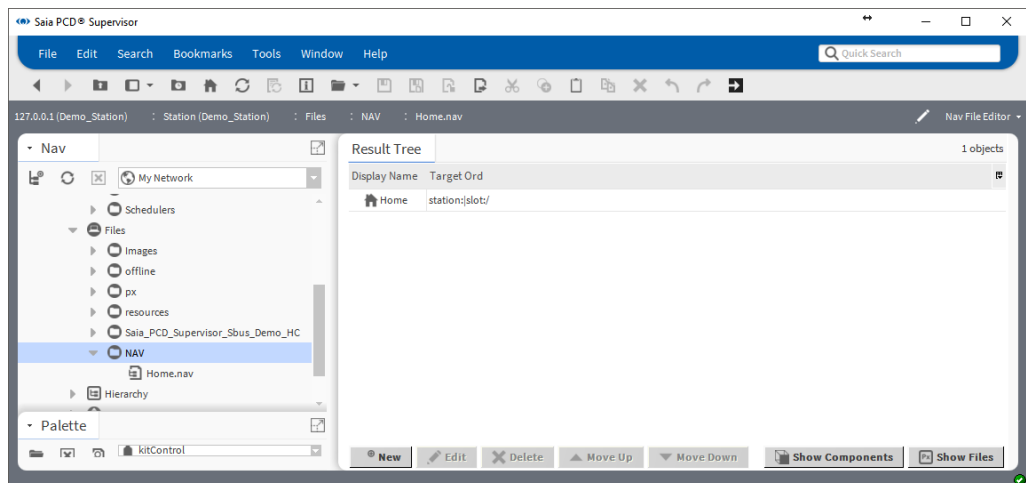 Saia PCD® Supervisor
File Edit Search Bookmarks Tools Window Help
Quick Search
127.0.0.1 (Demo_Station) : Station (Demo_Station) : Files : NAV : Home.nav
Nav File Editor
Nav
My Network
Schedulers
Files
Images
offline
px
resources
Saia_PCD_Supervisor_Sbus_Demo_HC
NAV
Home.nav
Hierarchy
Palette
kitControl
Result Tree
1 objects
Display Name Target Ord
Home station:|slot:/
New Edit Delete Move Up Move Down Show Components Px Show Files